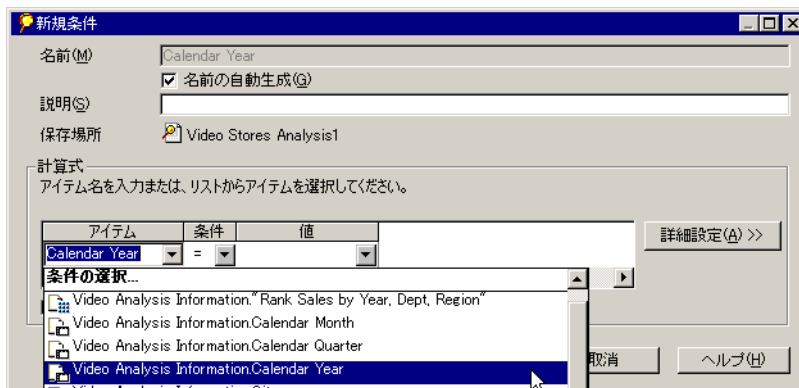 新規条件
名前(M) Calendar Year
名前の自動生成(G)
説明(S)
保存場所 Video Stores Analysis1
計算式
アイテム名を入力または、リストからアイテムを選択してください。
アイテム 条件 値
詳細設定(A) >>
Calendar Year =
条件の選択...
Video Analysis Information."Rank Sales by Year, Dept, Region"
Video Analysis Information.Calendar Month
Video Analysis Information.Calendar Quarter
Video Analysis Information.Calendar Year
取消 ヘルプ(H)